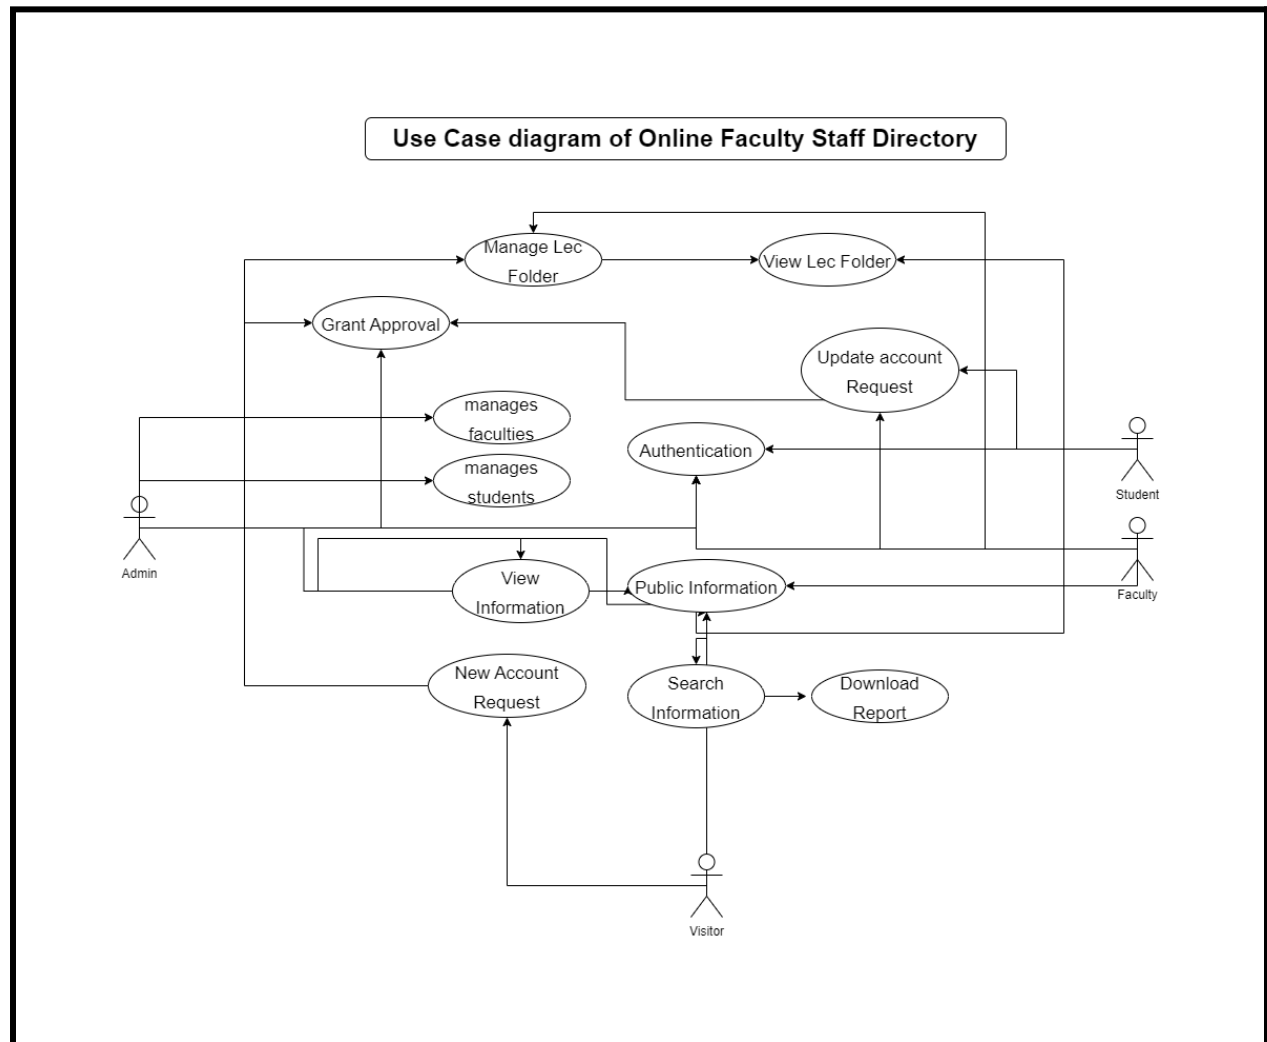 Use Case diagram of Online Faculty Staff Directory
Manage Lec
Folder
View Lec Folder
Grant Approval
Update account
Request
manages
faculties
Authentication
manages
students
Student
Admin
View
Information
Public Information
Faculty
New Account
Request
Search
Information
Download
Report
Visitor